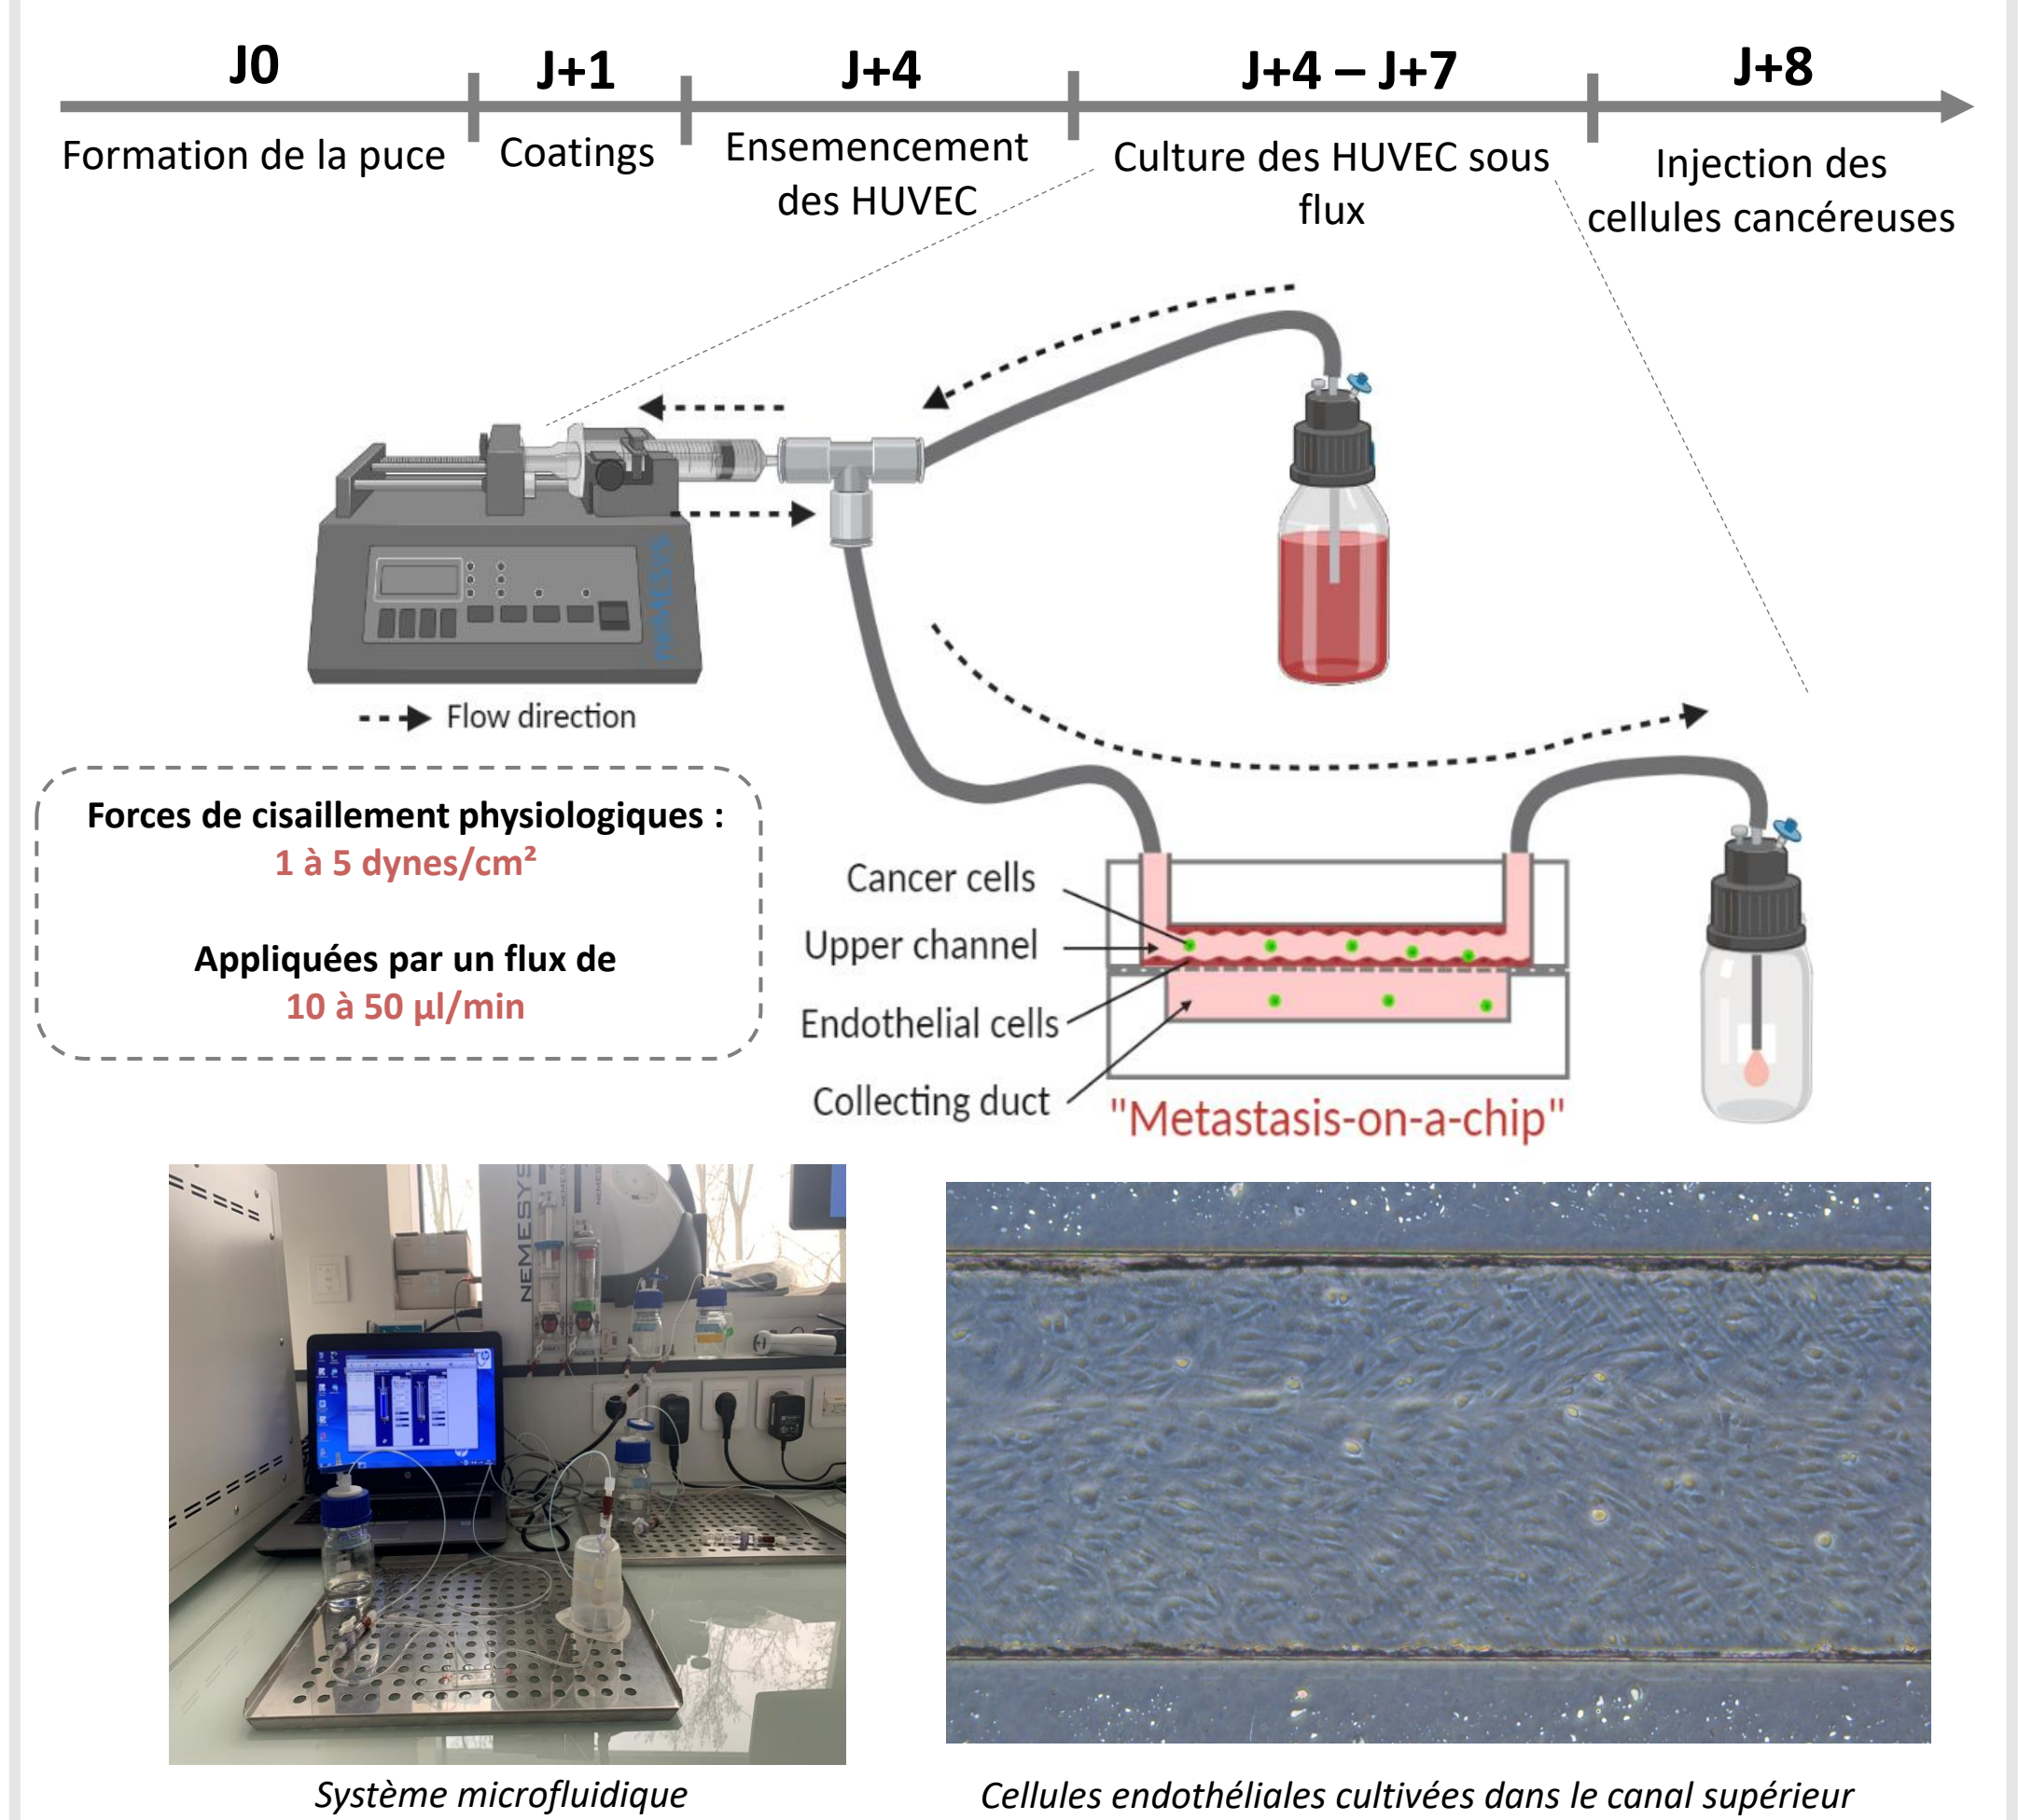 J0
J+1
J+4
J+4 – J+7
J+8
Formation de la puce
Coatings
Ensemencement
des HUVEC
Culture des HUVEC sous
flux
Injection des
cellules cancéreuses
NEMESYS
Flow direction
Forces de cisaillement physiologiques :
1 à 5 dynes/cm²
Appliquées par un flux de
10 à 50 µl/min
Cancer cells
Upper channel
Endothelial cells
Collecting duct
"Metastasis-on-a-chip"
NEMESYS
NEMESYS
NEMESYS
Système microfluidique
Cellules endothéliales cultivées dans le canal supérieur